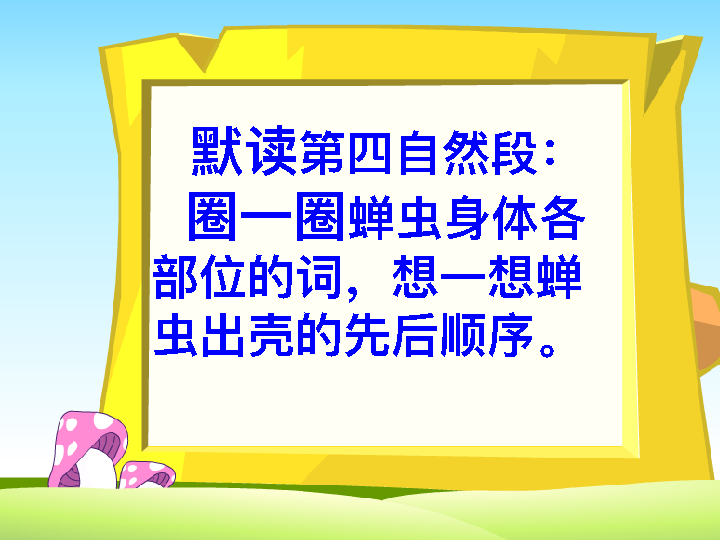 默读第四自然段：
圈一圈蝉虫身体各
部位的词，想一想蝉
虫出壳的先后顺序。